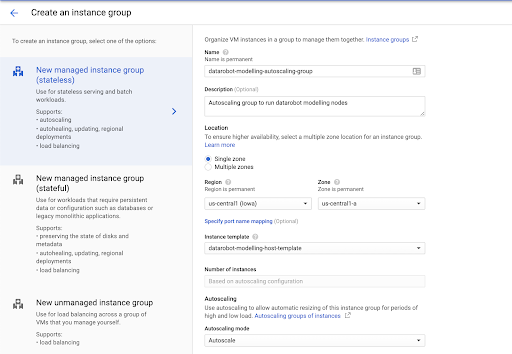 Create an instance group
To create an instance group, select one of the options:
New managed instance group
(stateless)
Use for stateless serving and batch
workloads.
Supports:
• autoscaling
• autohealing, updating, regional
deployments
• load balancing
New managed instance group
(stateful)
Use for workloads that require persistent
data or configuration such as databases or
legacy monolithic applications.
Supports:
• preserving the state of disks and
metadata
• autohealing, updating, regional
deployments
• load balancing
New unmanaged instance group
Use for load balancing across a group of
VMs that you manage yourself.
Supports:
• load balancing
Organize VM instances in a group to manage them together. Instance groups
Name
Name is permanent
datarobot-modelling-autoscaling-group
Description (Optional)
Autoscaling group to run datarobot modelling nodes
Location
To ensure higher availability, select a multiple zone location for an instance group.
Learn more
Single zone
Multiple zones
Region Zone
Region is permanent Zone is permanent
us-central1 (Iowa) us-central1-a
Specify port name mapping (Optional)
Instance template
datarobot-modelling-host-template
Number of instances
Based on autoscaling configuration
Autoscaling
Use autoscaling to allow automatic resizing of this instance group for periods of
high and low load. Autoscaling groups of instances
Autoscaling mode
Autoscale